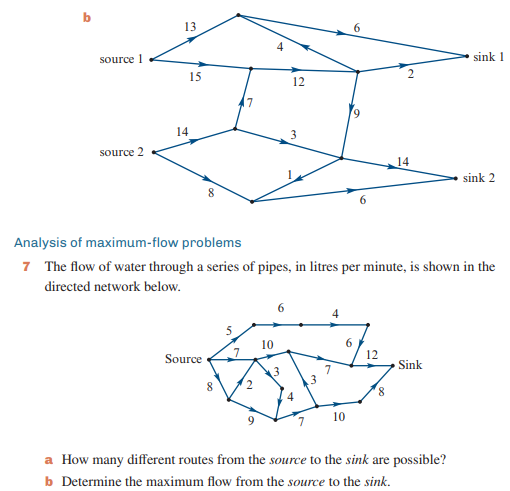 b
13
6
4
source 1
sink 1
15
12
2
7
9
14
3
source 2
14
1
sink 2
8
6
Analysis of maximum-flow problems
7 The flow of water through a series of pipes, in litres per minute, is shown in the
directed network below.
6
4
5
10
6
7
12
Source
Sink
3
7
3
8
2
4
8
9
7
10
a How many different routes from the source to the sink are possible?
b Determine the maximum flow from the source to the sink.